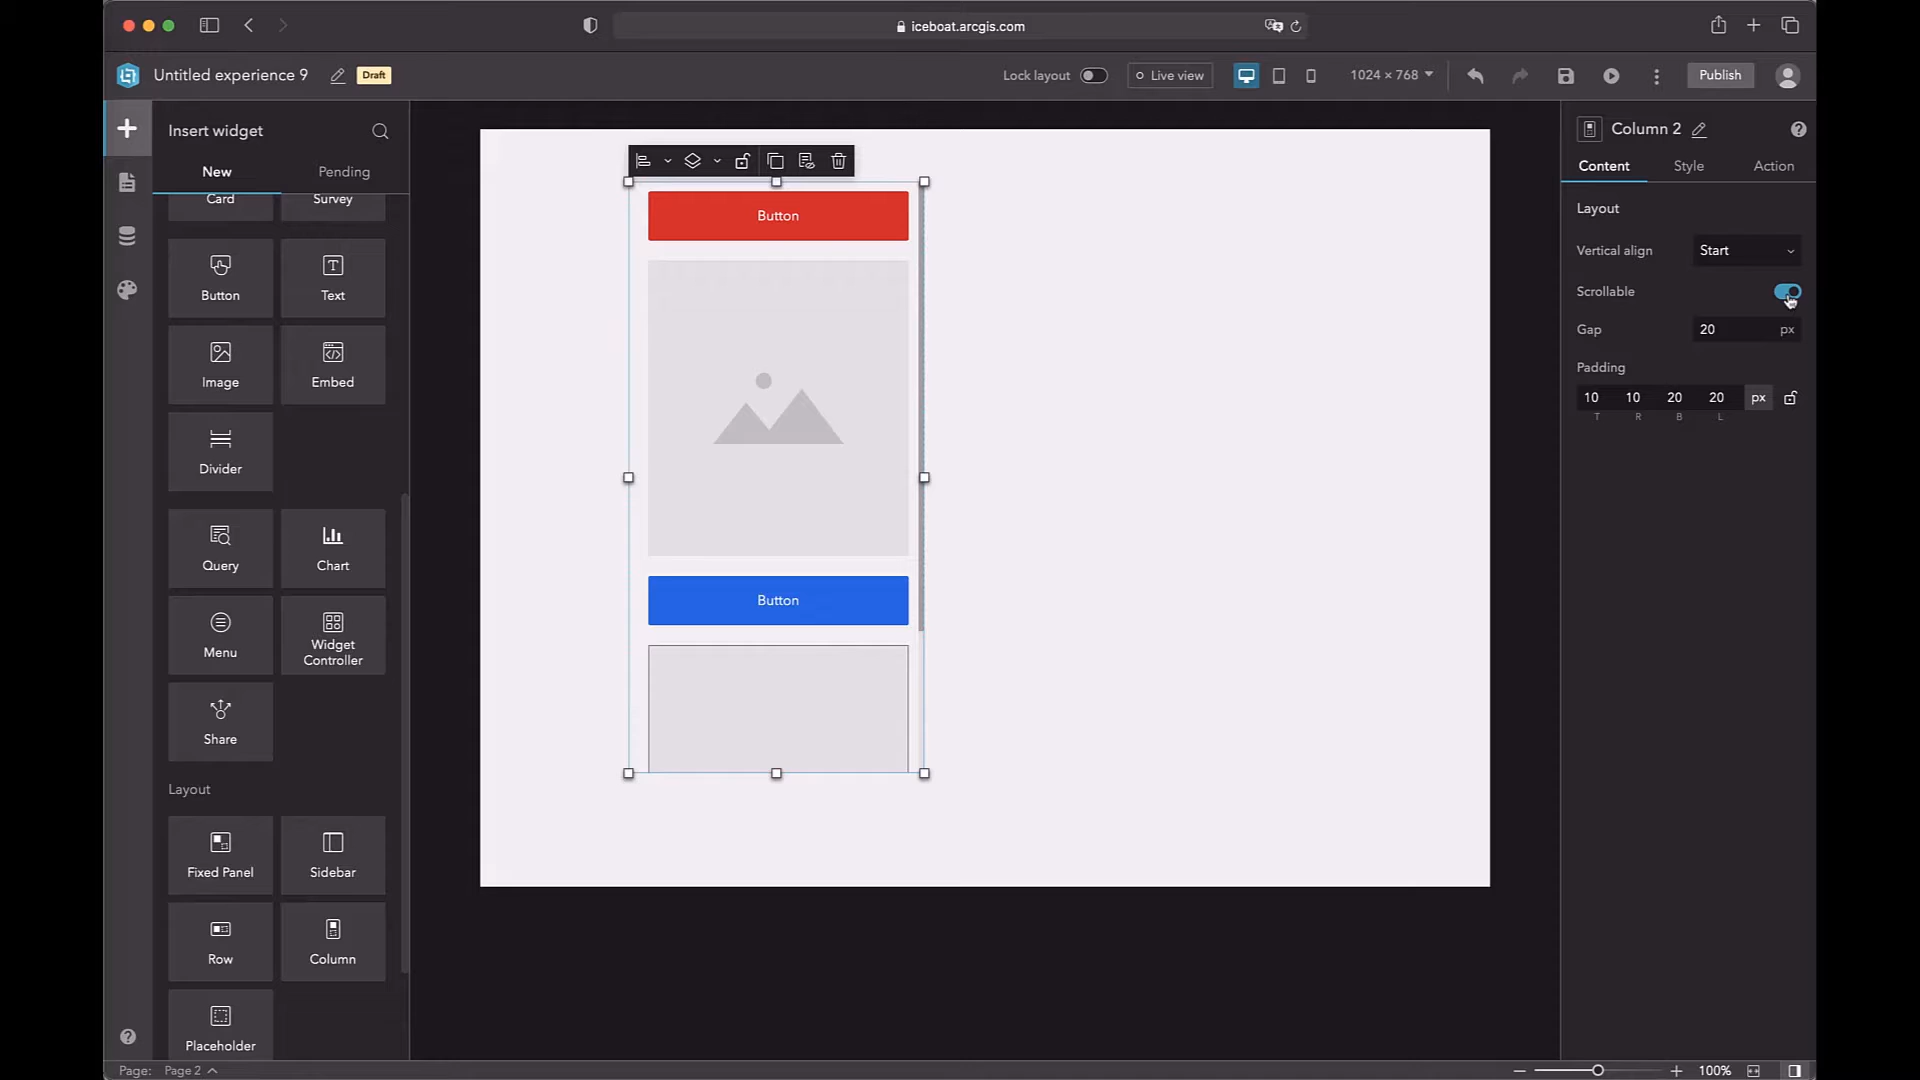 iceboat.arcgis.com
Untitled experience 9
Draft
Lock layout
Live view
1024 × 768
Publish
Insert widget
New
Pending
Card
Survey
Button
Text
Image
Embed
Divider
Query
Chart
Menu
Widget
Controller
Share
Layout
Fixed Panel
Sidebar
Row
Column
Placeholder
Button
Button
Column 2
Content
Style
Action
Layout
Vertical align
Start
Scrollable
Gap
20
px
Padding
10 10 20 20 px
T R B L
Page: Page 2
100%